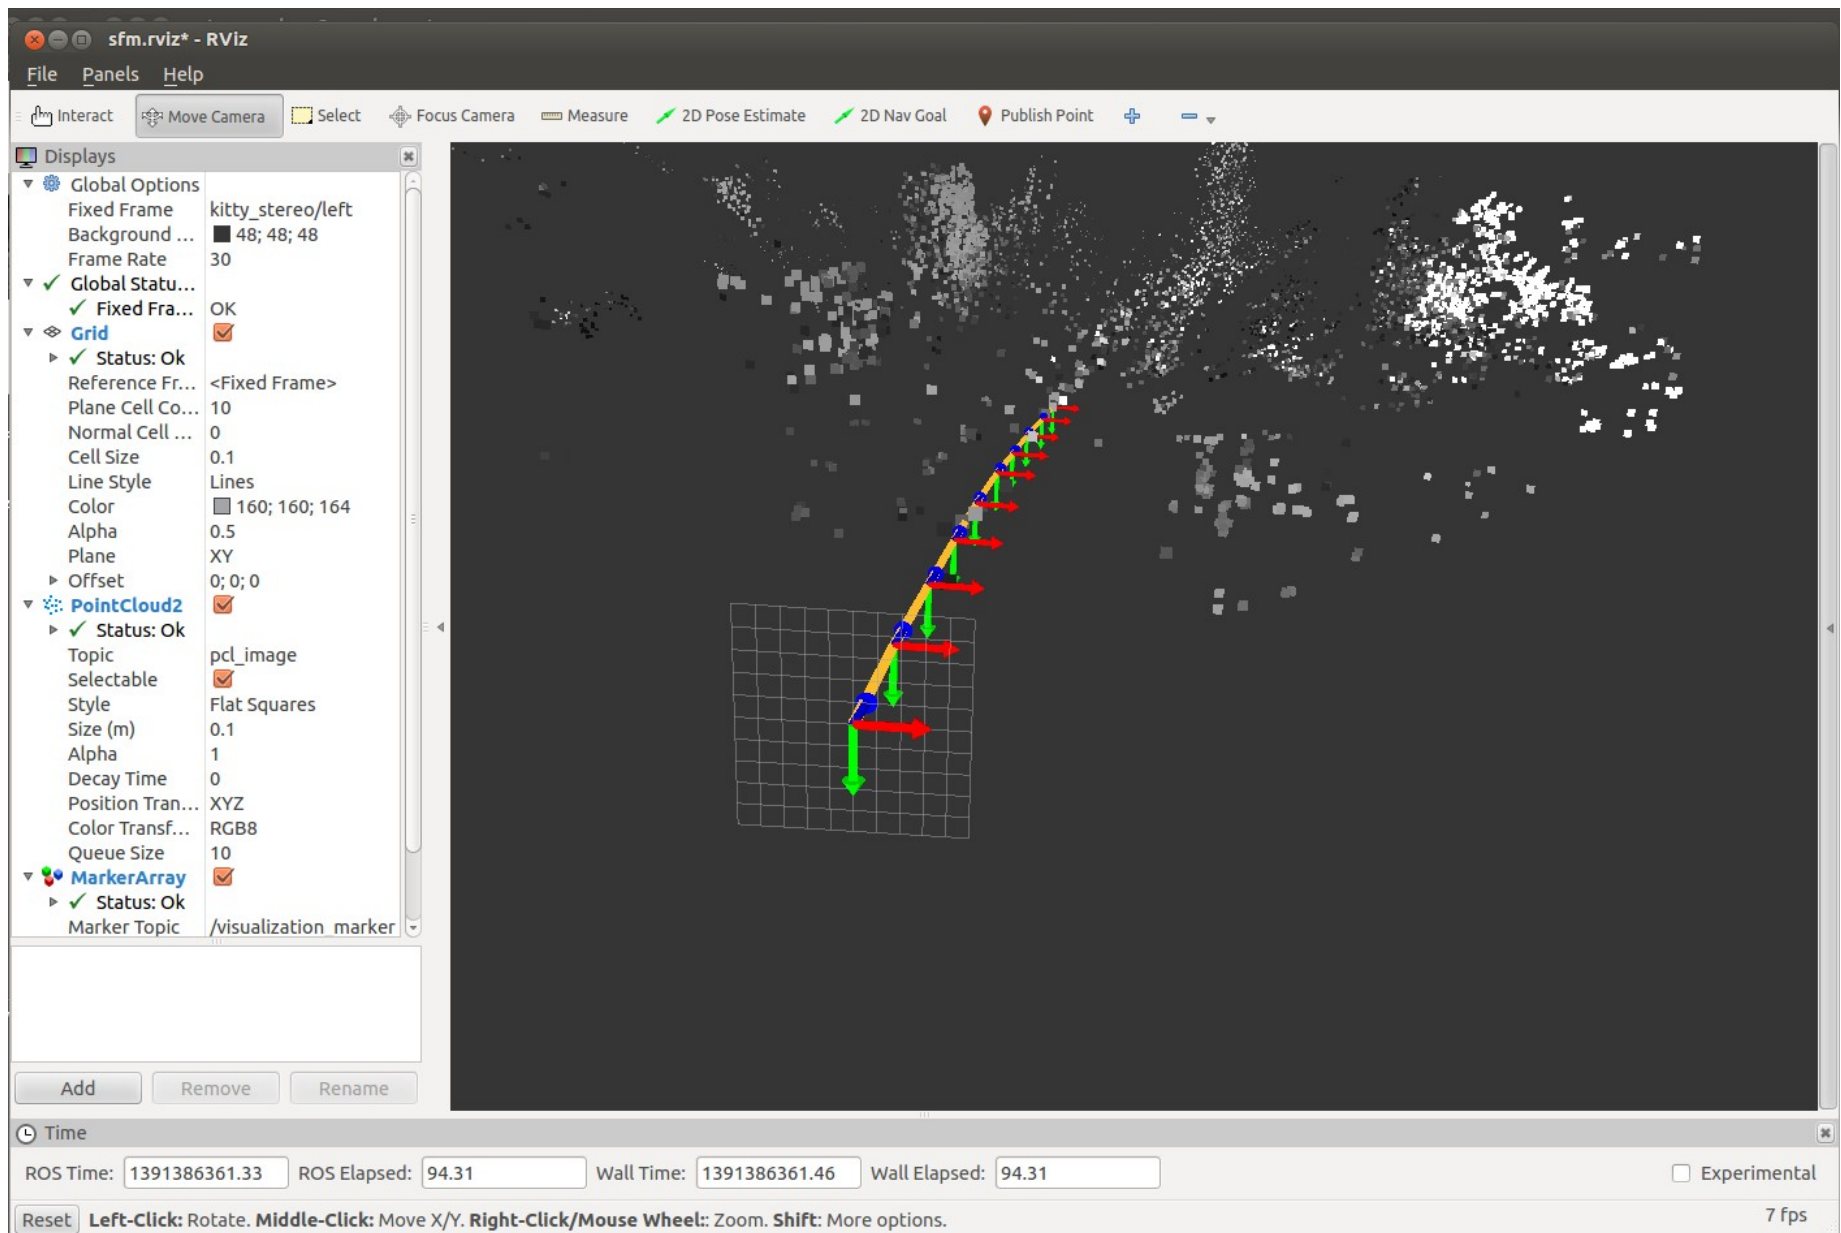 sfm.rviz* - RViz
File Panels Help
Interact Move Camera Select Focus Camera Measure 2D Pose Estimate 2D Nav Goal Publish Point
Displays
Global Options
Fixed Frame kitty_stereo/left
Background ... 48; 48; 48
Frame Rate 30
Global Statu...
Fixed Fra... OK
Grid
Status: Ok
Reference Fr... <Fixed Frame>
Plane Cell Co... 10
Normal Cell ... 0
Cell Size 0.1
Line Style Lines
Color 160; 160; 164
Alpha 0.5
Plane XY
Offset 0; 0; 0
PointCloud2
Status: Ok
Topic pcl_image
Selectable
Style Flat Squares
Size (m) 0.1
Alpha 1
Decay Time 0
Position Tran... XYZ
Color Transf... RGB8
Queue Size 10
MarkerArray
Status: Ok
Marker Topic /visualization_marker
Add Remove Rename
Time
ROS Time: 1391386361.33 ROS Elapsed: 94.31 Wall Time: 1391386361.46 Wall Elapsed: 94.31 Experimental
Reset Left-Click: Rotate. Middle-Click: Move X/Y. Right-Click/Mouse Wheel:: Zoom. Shift: More options. 7 fps